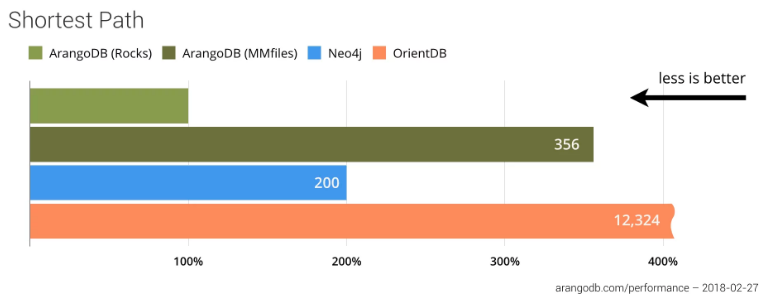 Shortest Path
ArangoDB (Rocks) ArangoDB (MMfiles) Neo4j OrientDB
less is better
356
200
12,324
100% 200% 300% 400%
arangodb.com/performance – 2018-02-27